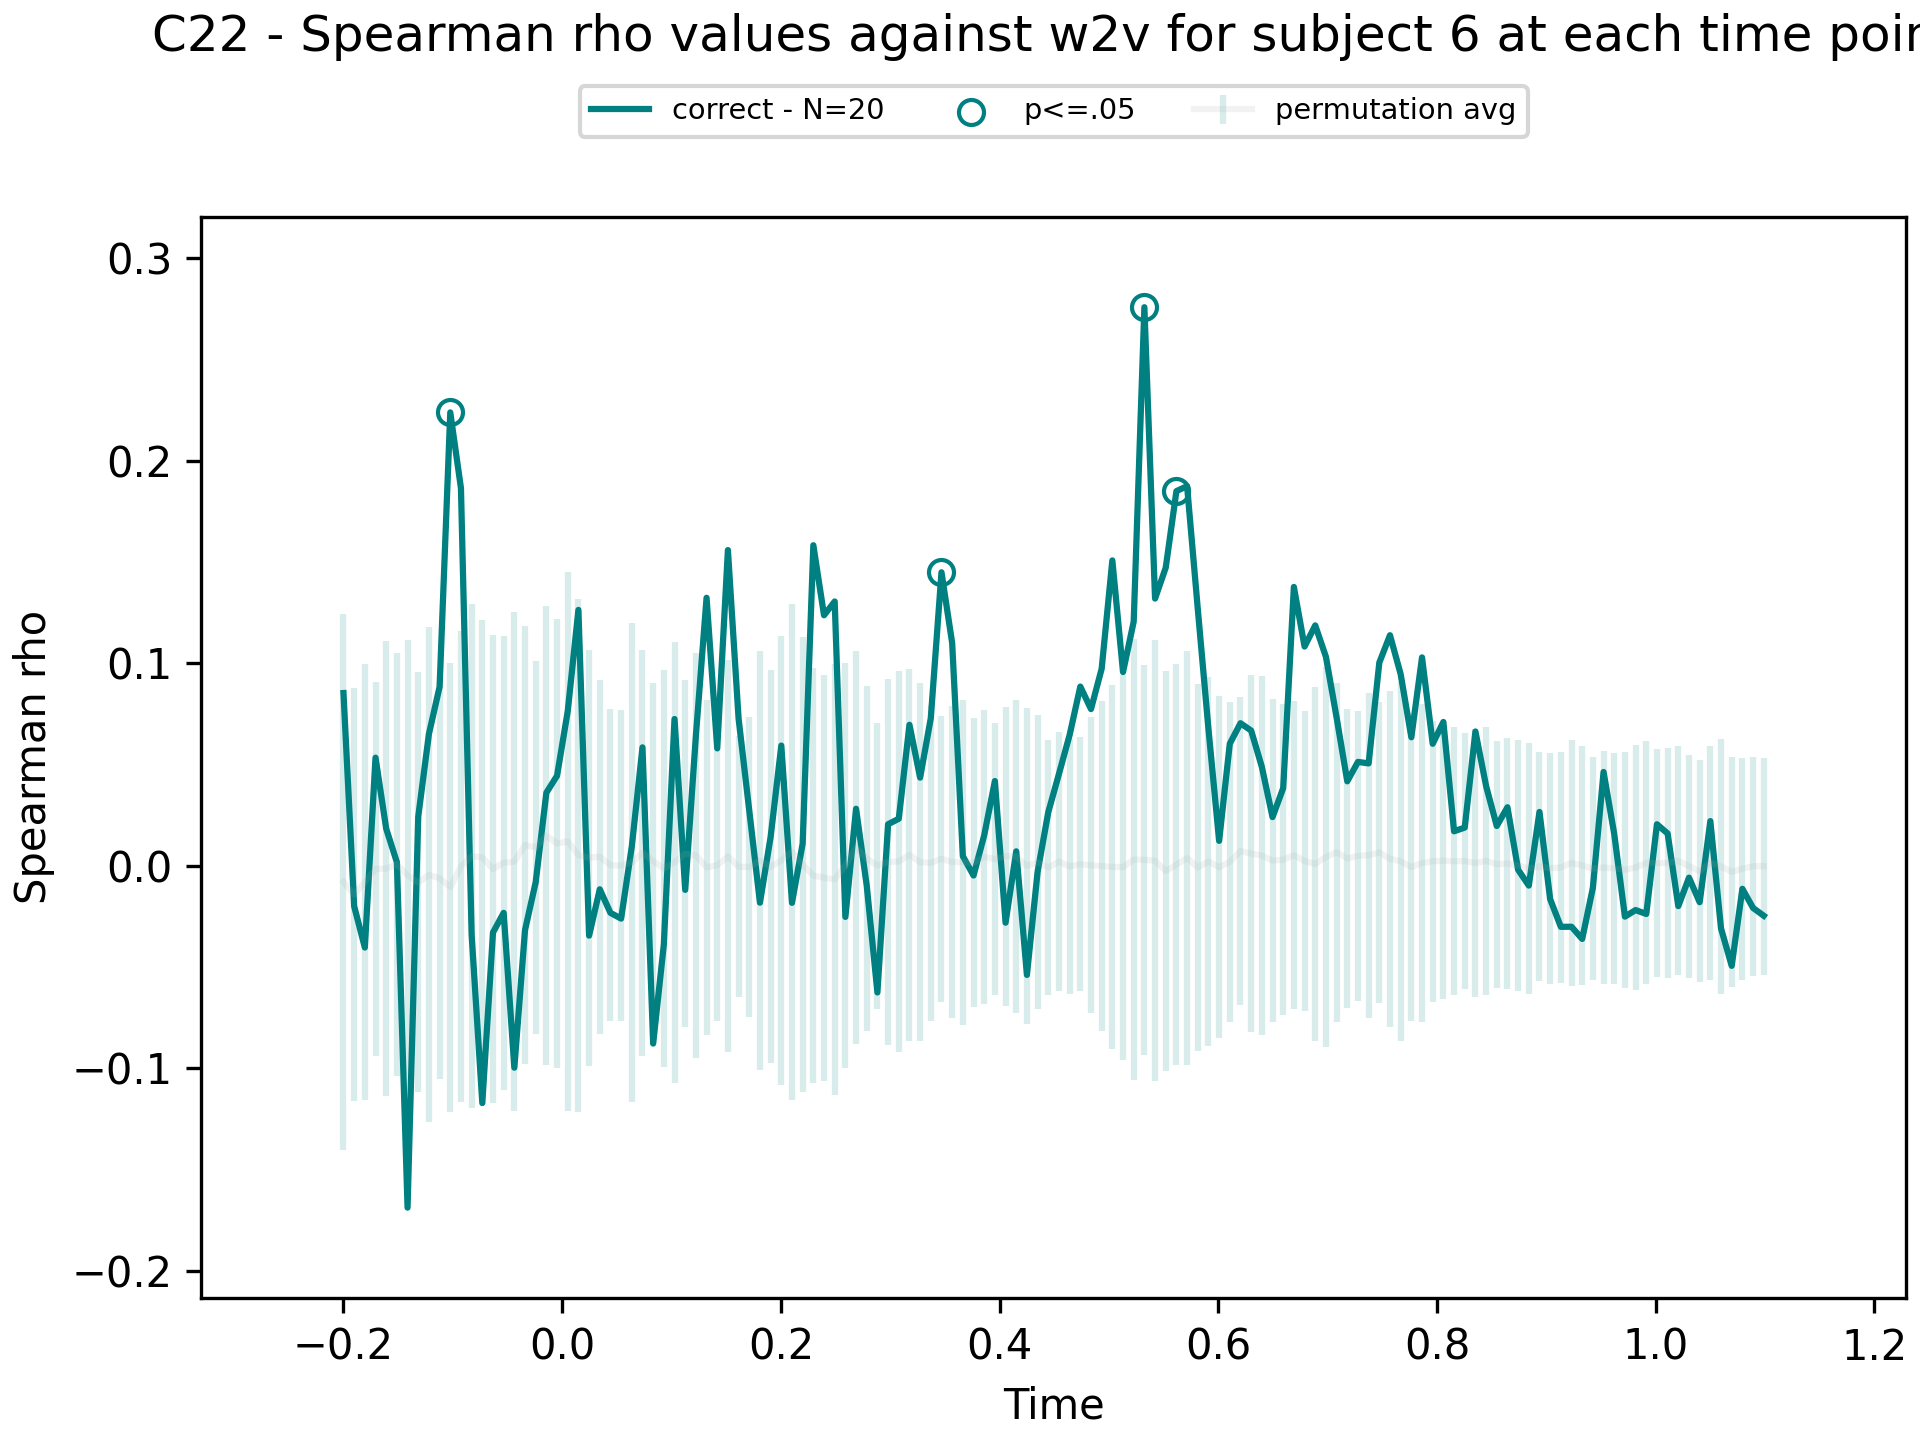 C22 - Spearman rho values against w2v for subject 6 at each time
correct - N=20 p<=.05 permutation avg
0.3
0.2
0.1
0.0
−0.1
−0.2
Spearman rho
−0.2 0.0 0.2 0.4 0.6 0.8 1.0 1.2
Time